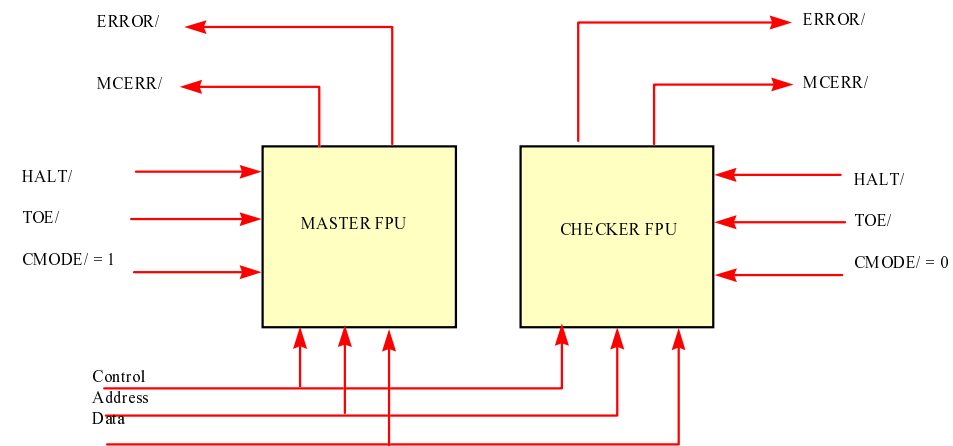 ERROR/
ERROR/
MCERR/
MCERR/
HALT/
HALT/
TOE/
MASTER FPU
CHECKER FPU
TOE/
CMODE/ = 1
CMODE/ = 0
Control
Address
Data